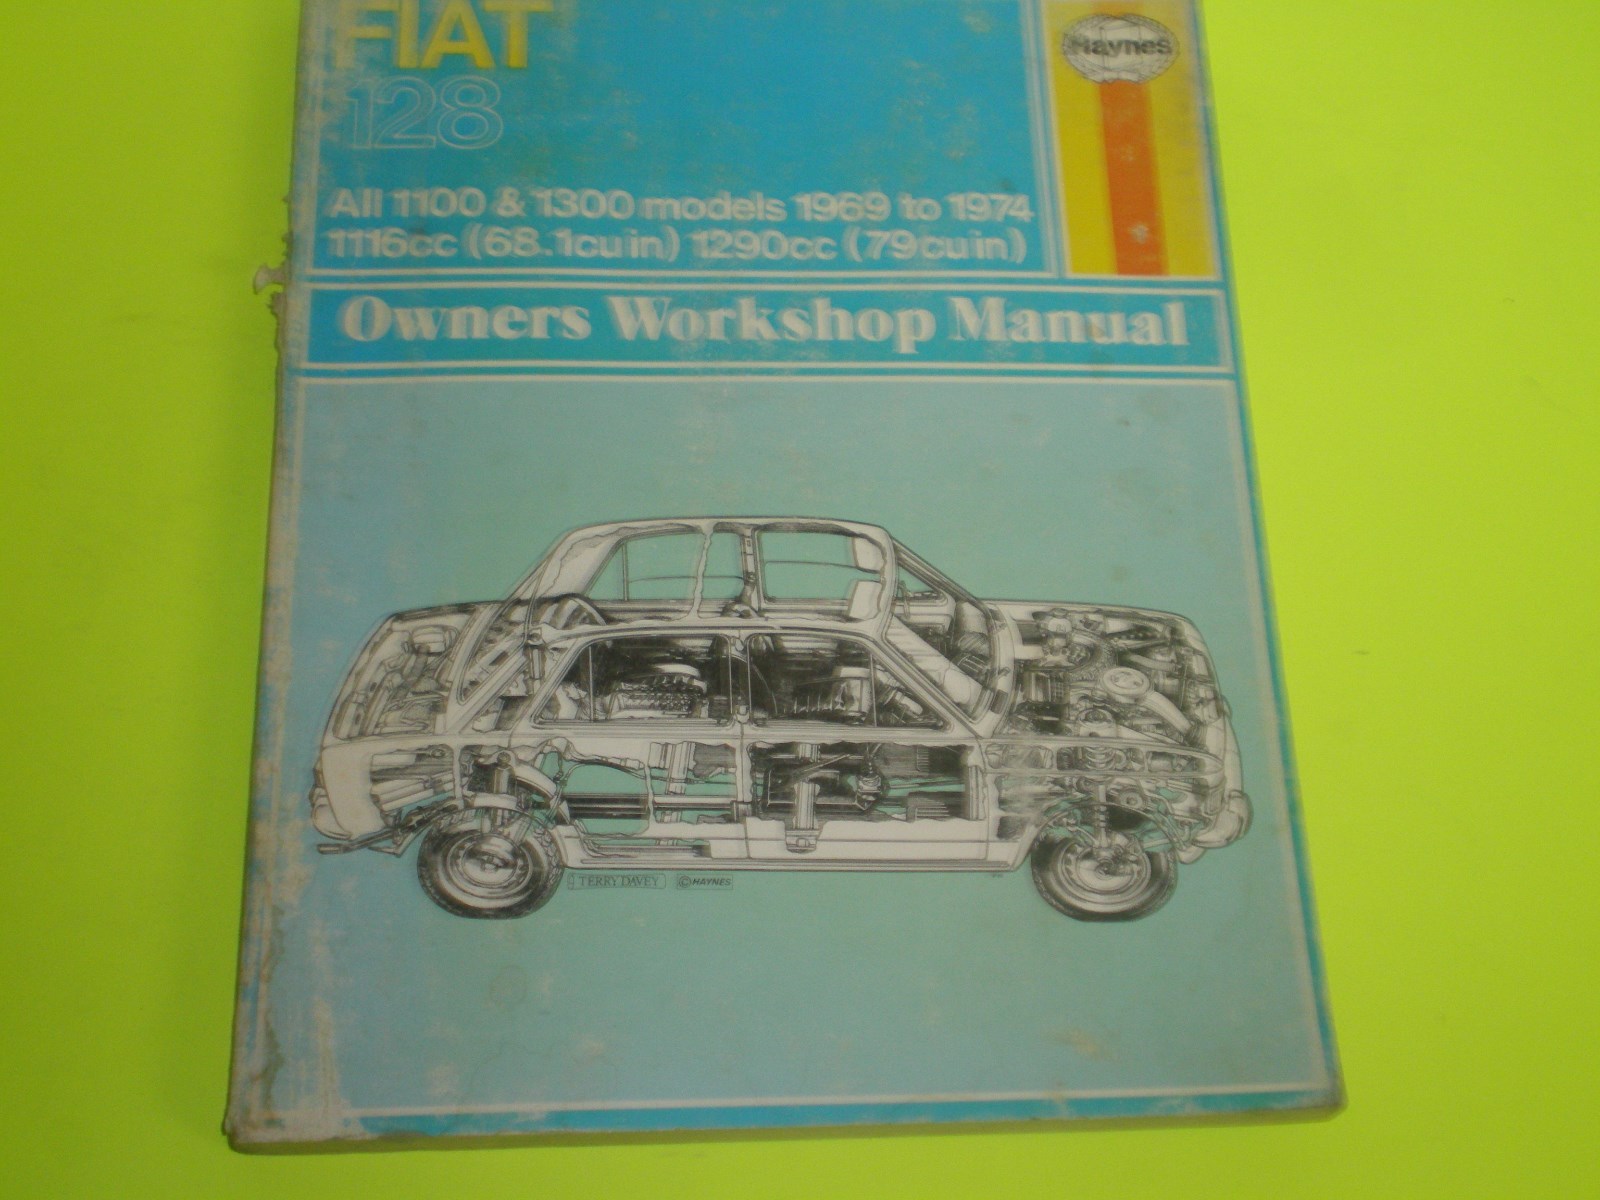 FIAT
128
Haynes
All 1100 & 1300 models 1969 to 1974
1116cc (68.1cu in) 1290cc (79cu in)
Owners Workshop Manual
TERRY DAVEY ©HAYNES